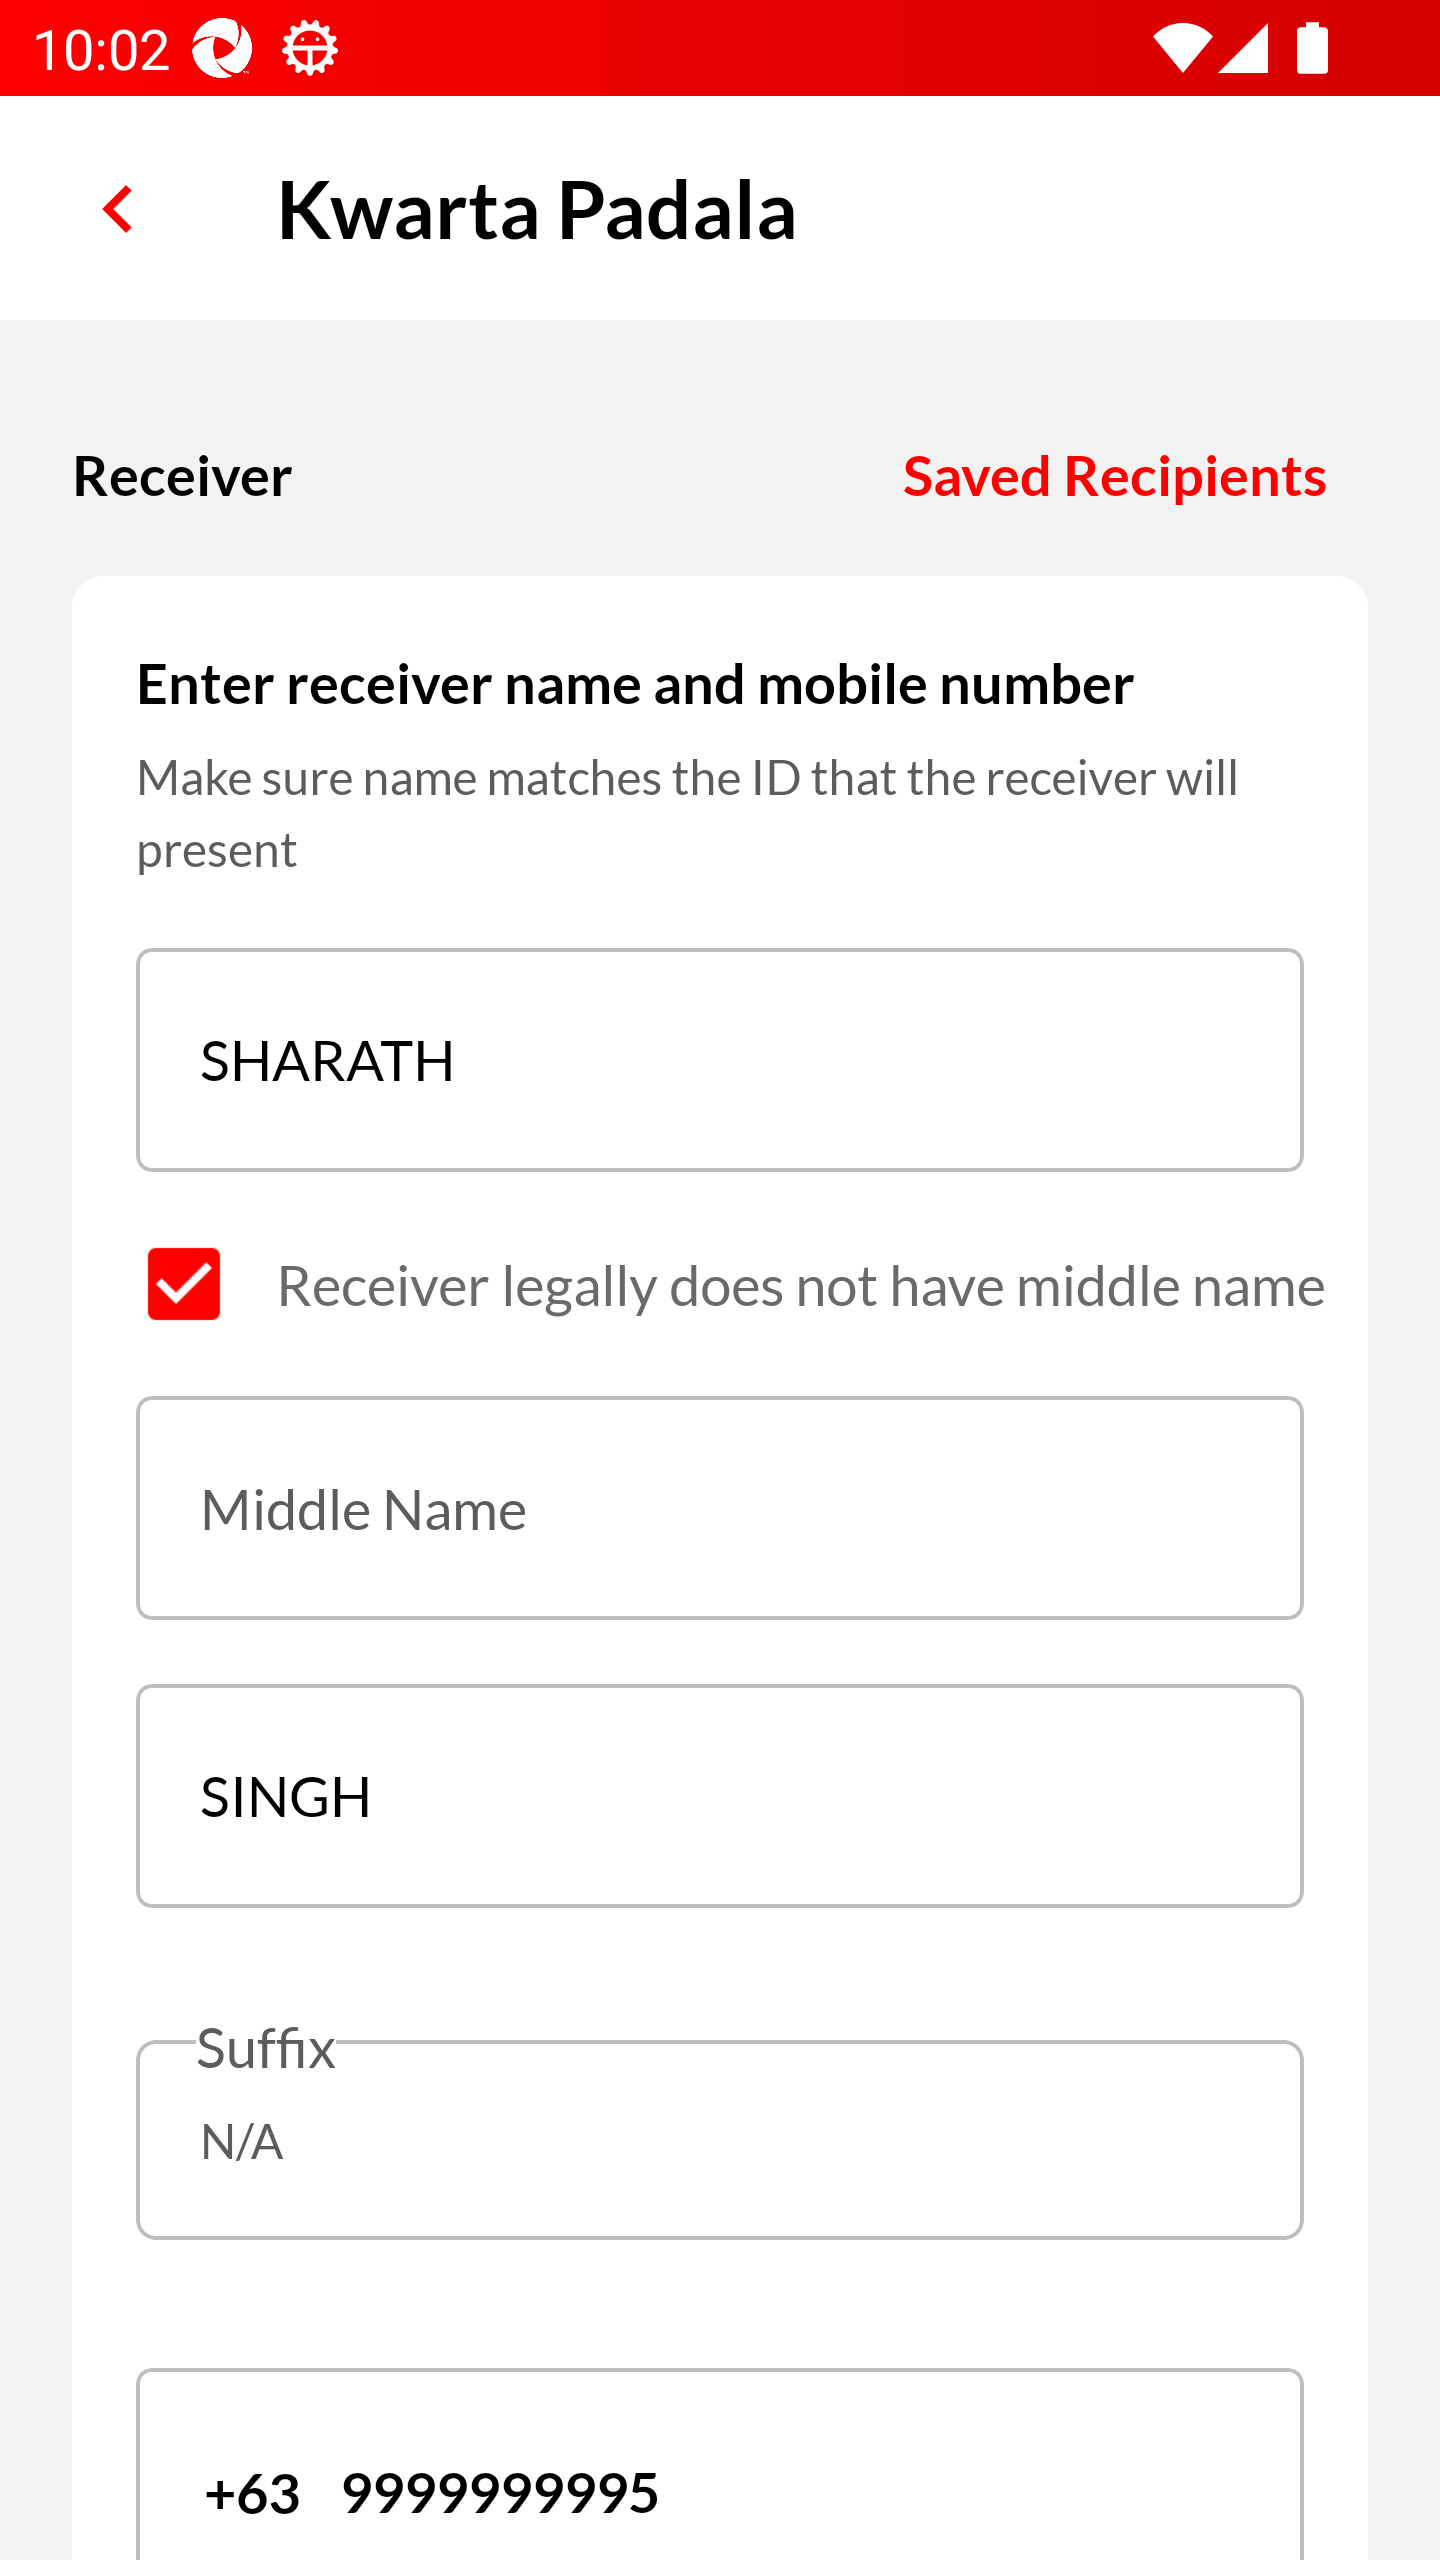 10:02
Kwarta Padala
Receiver
Saved Recipients
Enter receiver name and mobile number
Make sure name matches the ID that the receiver will
present
SHARATH
Receiver legally does not have middle name
Middle Name
SINGH
Suffix
N/A
+63 9999999995